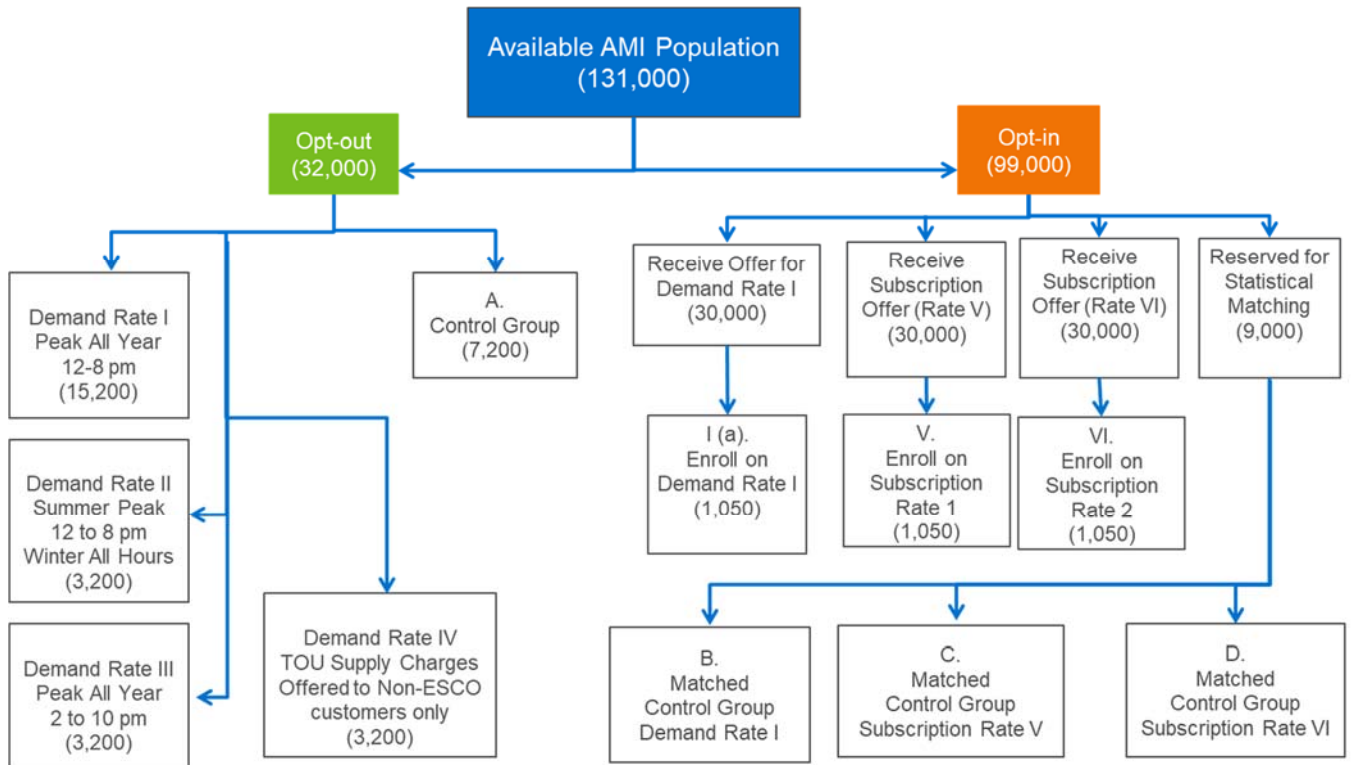 Available AMI Population
(131,000)
Opt-out
(32,000)
Opt-in
(99,000)
Demand Rate I
Peak All Year
12-8 pm
(15,200)
A.
Control Group
(7,200)
Receive Offer for
Demand Rate I
(30,000)
Receive
Subscription
Offer (Rate V)
(30,000)
Receive
Subscription
Offer (Rate VI)
(30,000)
Reserved for
Statistical
Matching
(9,000)
Demand Rate II
Summer Peak
12 to 8 pm
Winter All Hours
(3,200)
I (a).
Enroll on
Demand Rate I
(1,050)
V.
Enroll on
Subscription
Rate 1
(1,050)
VI.
Enroll on
Subscription
Rate 2
(1,050)
Demand Rate III
Peak All Year
2 to 10 pm
(3,200)
Demand Rate IV
TOU Supply Charges
Offered to Non-ESCO
customers only
(3,200)
B.
Matched
Control Group
Demand Rate I
C.
Matched
Control Group
Subscription Rate V
D.
Matched
Control Group
Subscription Rate VI